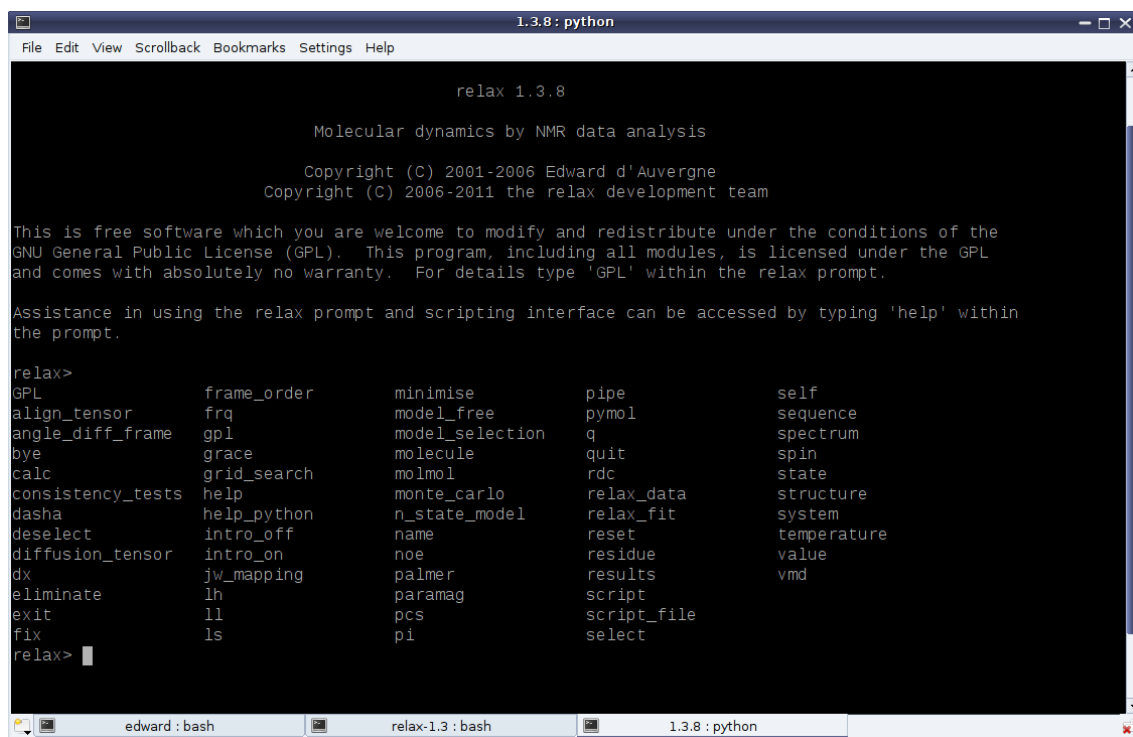 1.3.8 : python
File Edit View Scrollback Bookmarks Settings Help
relax 1.3.8
Molecular dynamics by NMR data analysis
Copyright (C) 2001-2006 Edward d'Auvergne
Copyright (C) 2006-2011 the relax development team
This is free software which you are welcome to modify and redistribute under the conditions of the
GNU General Public License (GPL).  This program, including all modules, is licensed under the GPL
and comes with absolutely no warranty.  For details type 'GPL' within the relax prompt.
Assistance in using the relax prompt and scripting interface can be accessed by typing 'help' within
the prompt.
relax>
GPL frame_order minimise pipe self
align_tensor frq model_free pymol sequence
angle_diff_frame gpl model_selection q spectrum
bye grace molecule quit spin
calc grid_search molmol rdc state
consistency_tests help monte_carlo relax_data structure
dasha help_python n_state_model relax_fit system
deselect intro_off name reset temperature
diffusion_tensor intro_on noe residue value
dx jw_mapping palmer results vmd
eliminate lh paramag script
exit ll pcs script_file
fix ls pi select
relax>
edward : bash relax-1.3 : bash 1.3.8 : python